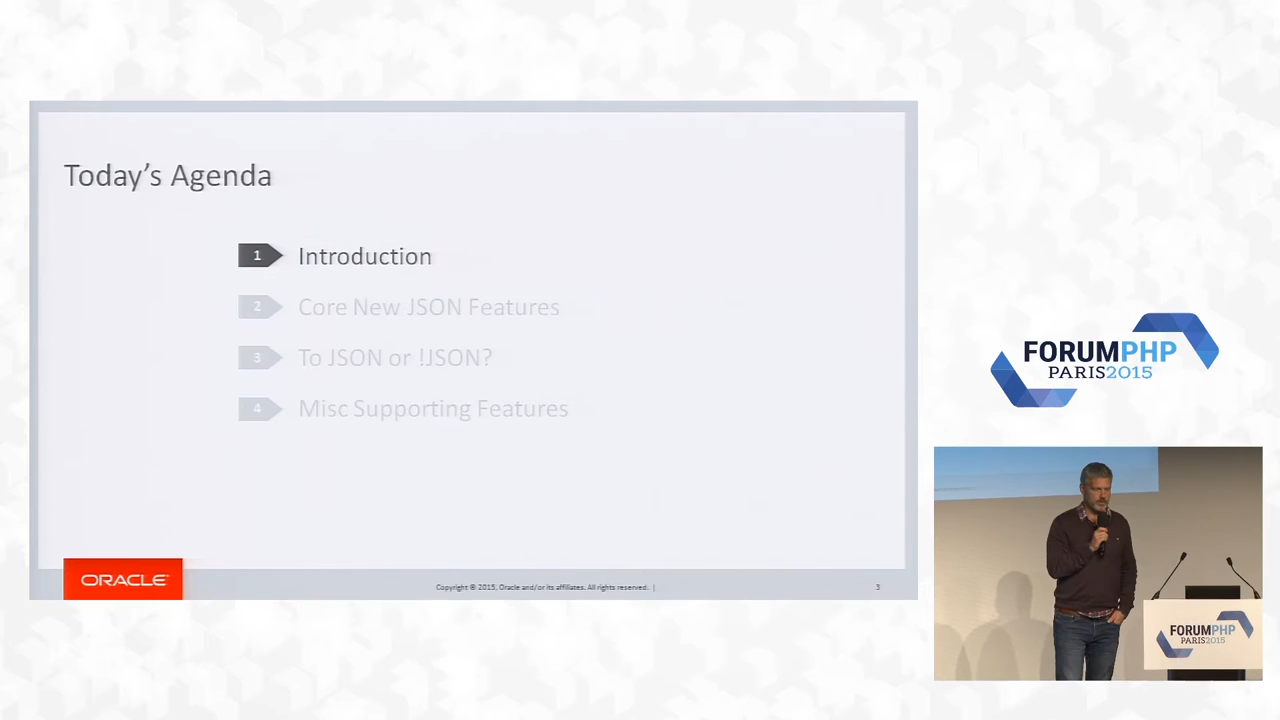 Today's Agenda
1 Introduction
2 Core New JSON Features
3 To JSON or !JSON?
4 Misc Supporting Features
ORACLE
Copyright © 2015, Oracle and/or its affiliates. All rights reserved. |
3
FORUMPHP
PARIS2015
FORUMPHP
PARIS2015